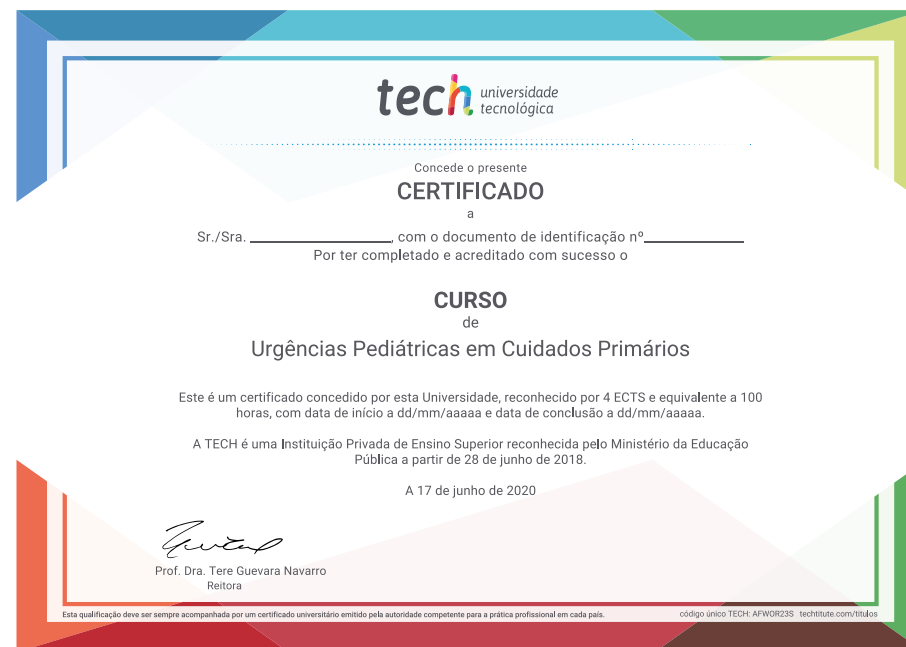 tech universidade
tecnológica
Concede o presente
CERTIFICADO
a
Sr./Sra. ____________________, com o documento de identificação nº______________
Por ter completado e acreditado com sucesso o
CURSO
de
Urgências Pediátricas em Cuidados Primários
Este é um certificado concedido por esta Universidade, reconhecido por 4 ECTS e equivalente a 100
horas, com data de início a dd/mm/aaaaa e data de conclusão a dd/mm/aaaaa.
A TECH é uma Instituição Privada de Ensino Superior reconhecida pelo Ministério da Educação
Pública a partir de 28 de junho de 2018.
A 17 de junho de 2020
Prof. Dra. Tere Guevara Navarro
Reitora
Esta qualificação deve ser sempre acompanhada por um certificado universitário emitido pela autoridade competente para a prática profissional em cada país.
código único TECH: AFWOR23S techtitute.com/titulos